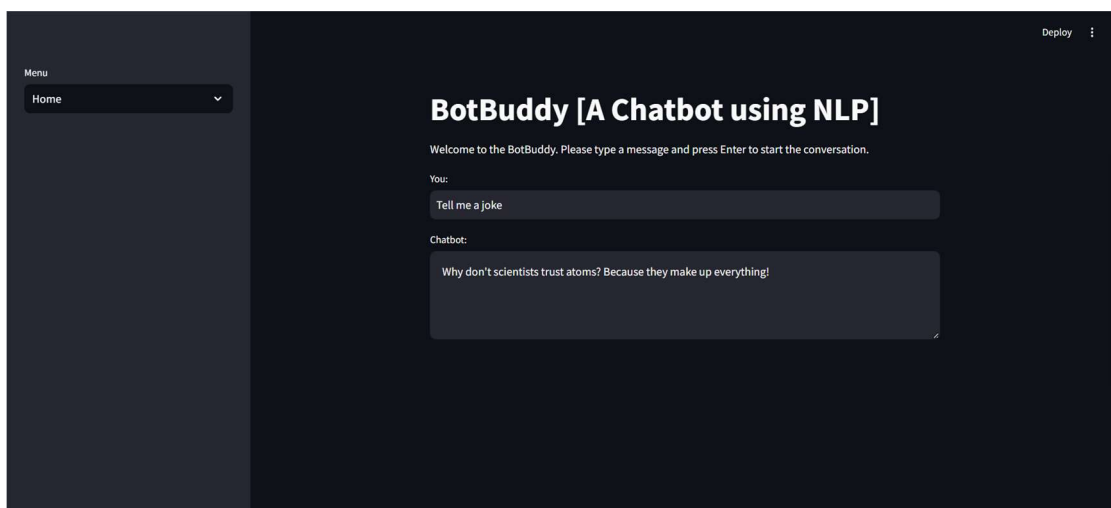 Deploy
Menu
Home
BotBuddy [A Chatbot using NLP]
Welcome to the BotBuddy. Please type a message and press Enter to start the conversation.
You:
Tell me a joke
Chatbot:
Why don't scientists trust atoms? Because they make up everything!